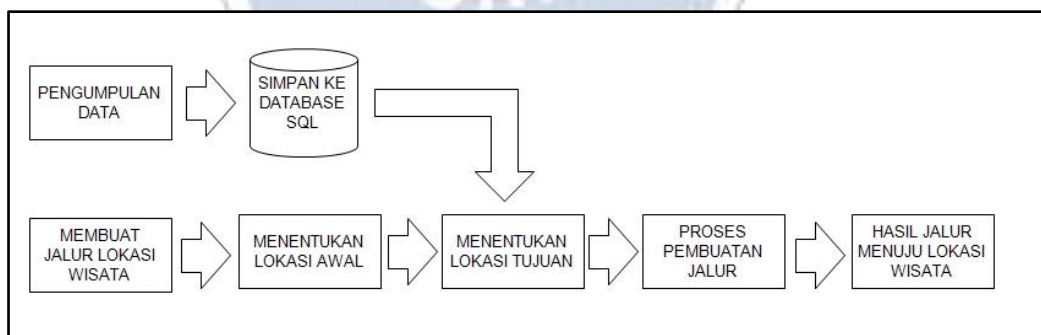 PENGUMPULAN
DATA
SIMPAN KE
DATABASE
SQL
MEMBUAT
JALUR LOKASI
WISATA
MENENTUKAN
LOKASI AWAL
MENENTUKAN
LOKASI TUJUAN
PROSES
PEMBUATAN
JALUR
HASIL JALUR
MENUJU LOKASI
WISATA